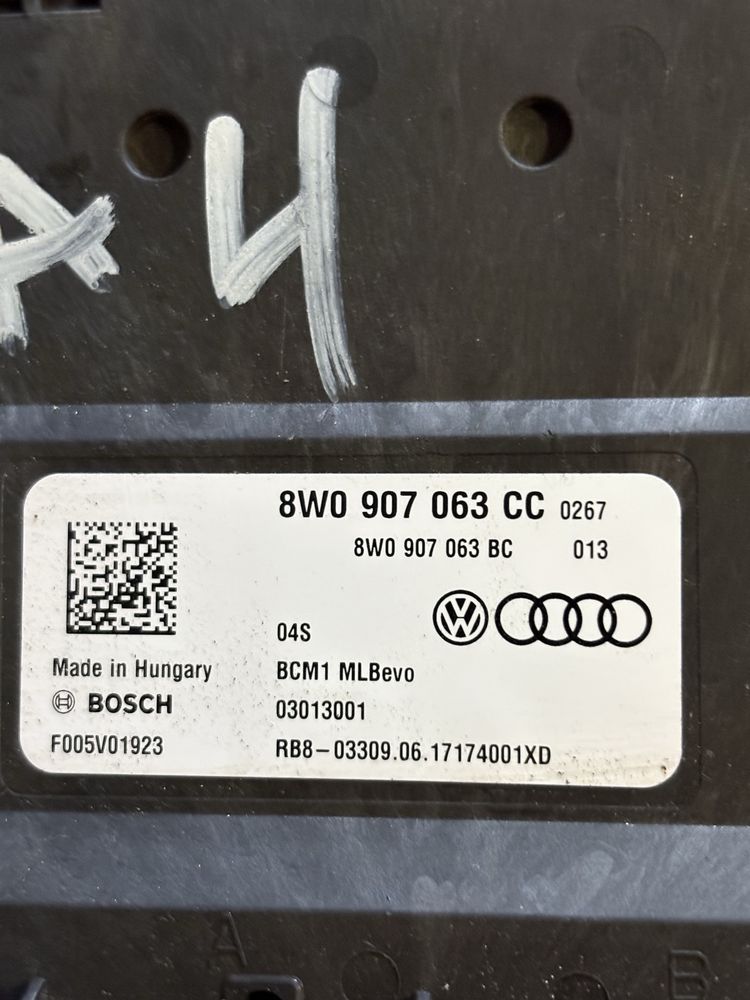 A4
8W0 907 063 CC 0267
8W0 907 063 BC 013
04S
Made in Hungary
BCM1 MLBevo
BOSCH
03013001
F005V01923
RB8-03309.06.17174001XD
A
B